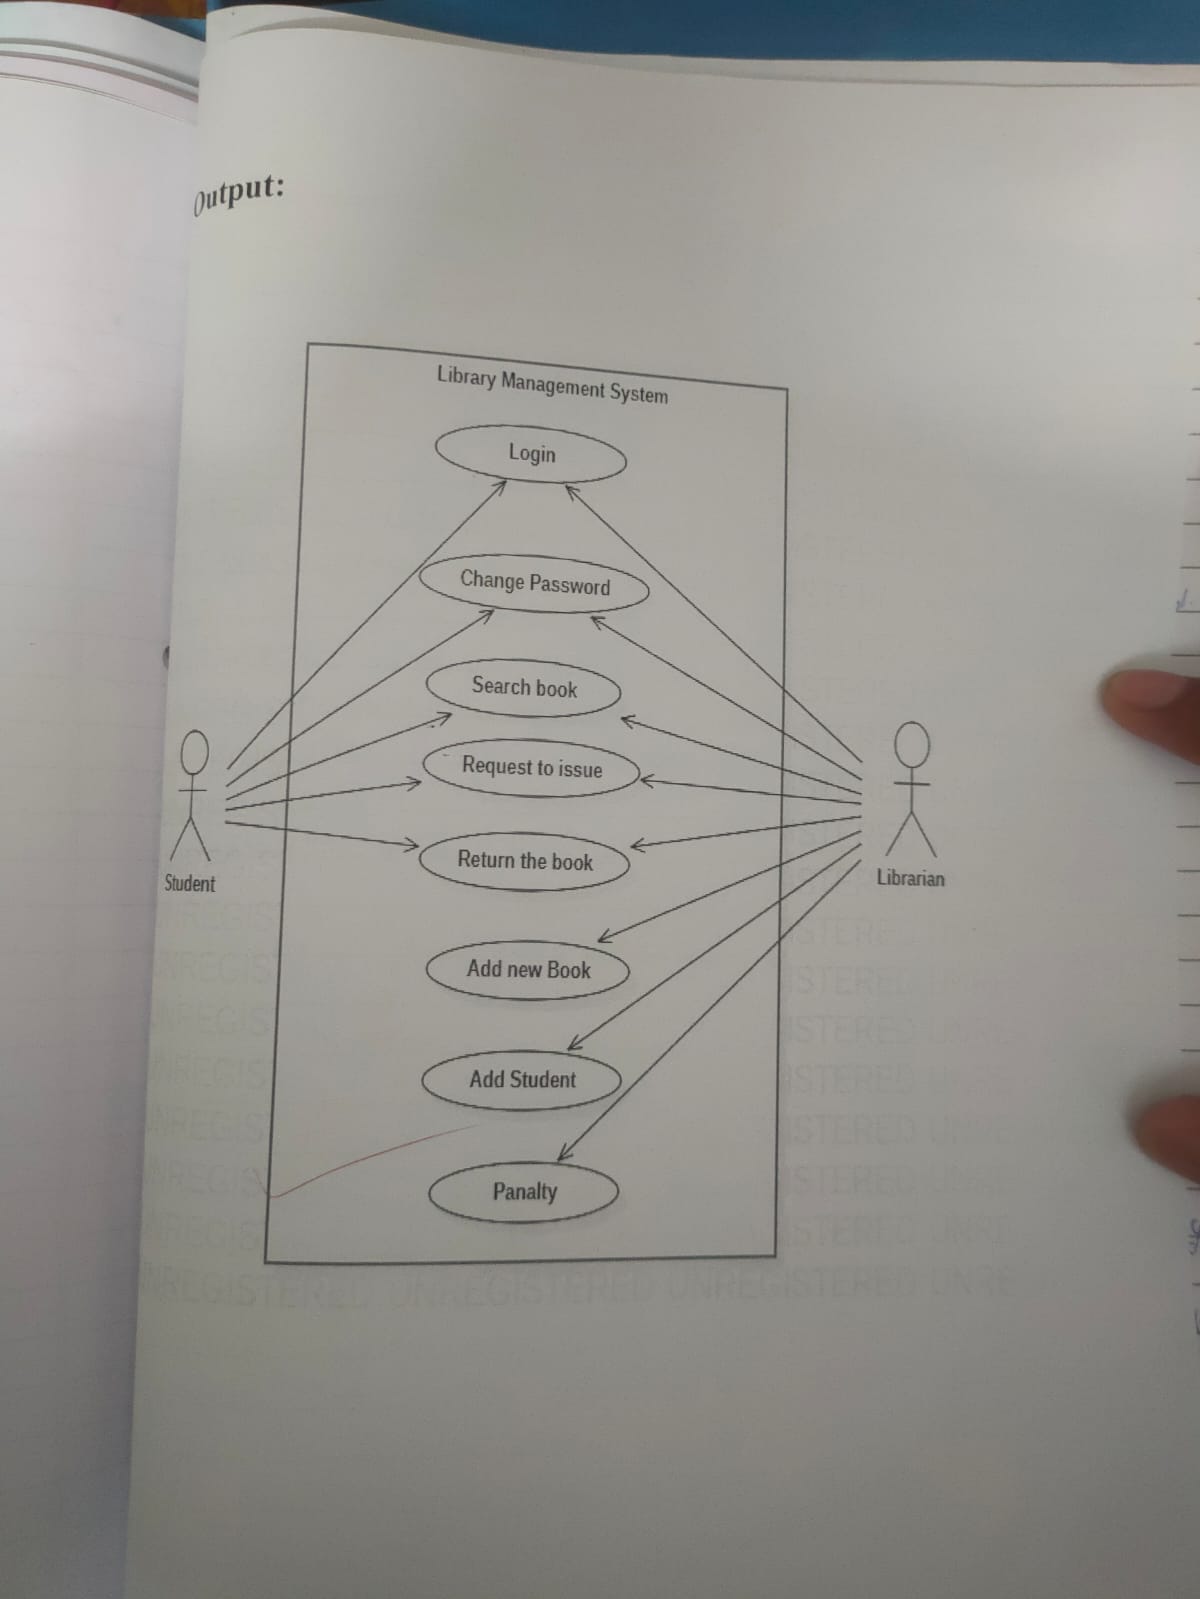 Output:
Library Management System
Login
Change Password
Search book
Request to issue
Return the book
Student
Librarian
Add new Book
Add Student
Panalty
UNREGISTERED UNREGISTERED UNREGISTERED UNRE